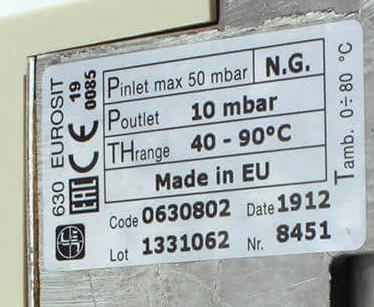 630 EUROSIT
EAC CE 19
0085
Pinlet max 50 mbar N.G.
Poutlet 10 mbar
THrange 40 - 90°C
Made in EU
Tamb. 0÷80 °C
Code 0630802 Date 1912
Lot 1331062 Nr. 8451